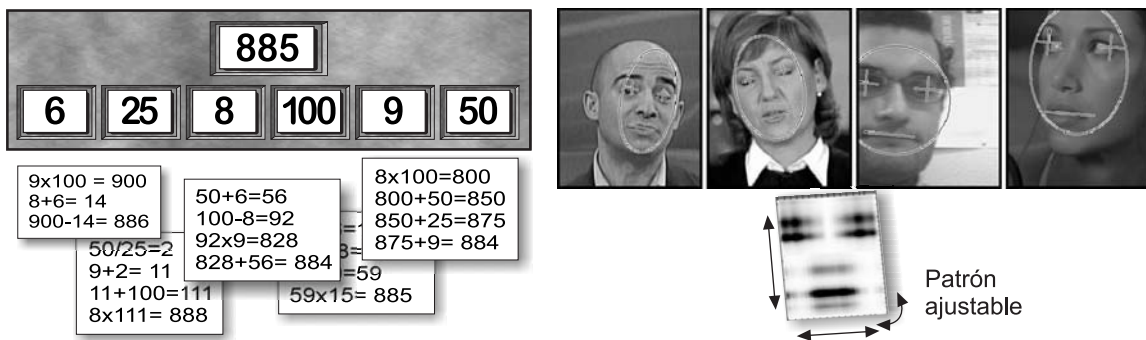 885
6 25 8 100 9 50
9x100 = 900
8+6= 14
900-14= 886
50/25=2
9+2= 11
11+100=111
8x111= 888
50+6=56
100-8=92
92x9=828
828+56= 884
=59
59x15= 885
8x100=800
800+50=850
850+25=875
875+9= 884
Patrón
ajustable